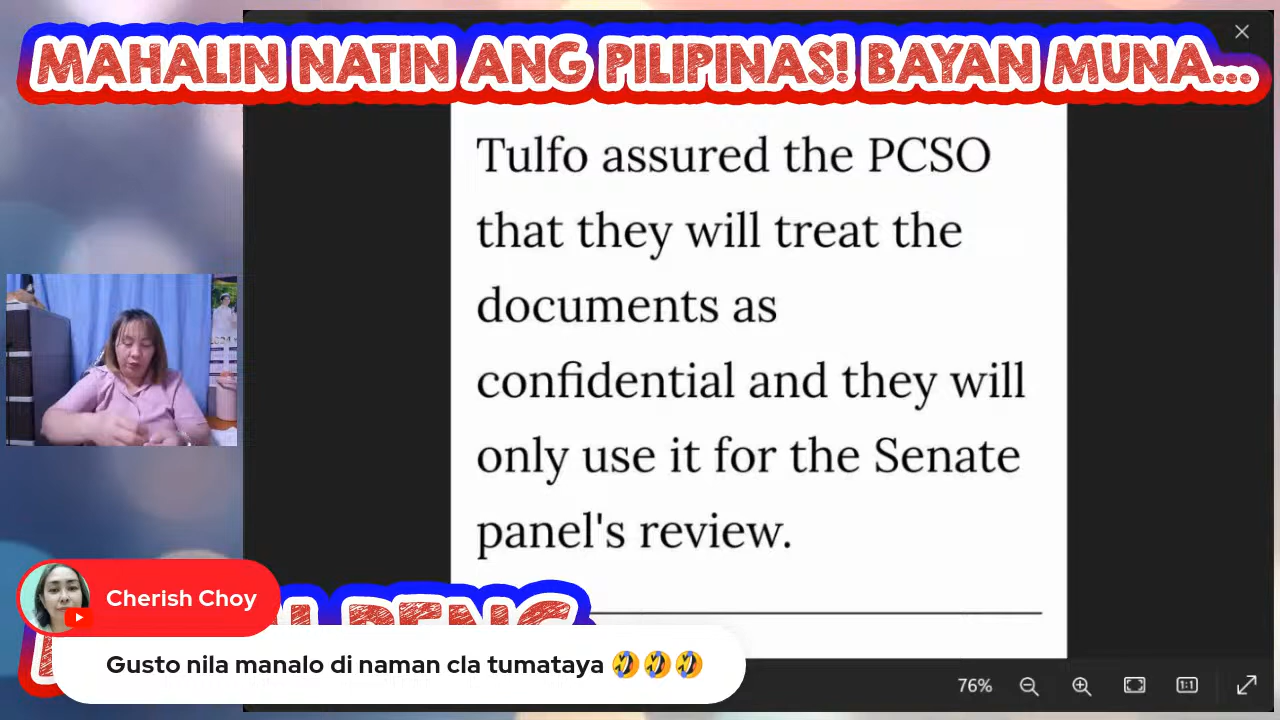 MAHALIN NATIN ANG PILIPINAS! BAYAN MUNA...
Tulfo assured the PCSO
that they will treat the
documents as
confidential and they will
only use it for the Senate
panel's review.
Cherish Choy
Gusto nila manalo di naman cla tumataya 🤣🤣🤣
76%
1:1